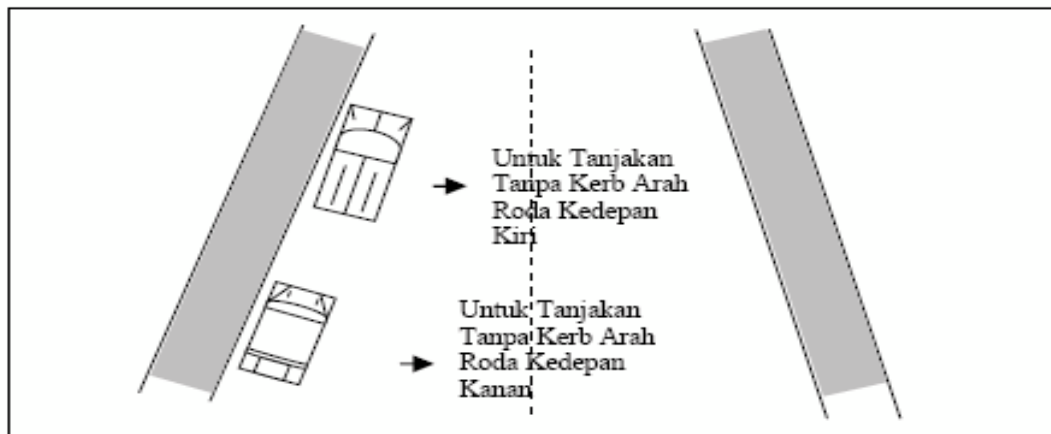 Untuk Tanjakan
Tanpa Kerb Arah
Roda Kedepan
Kiri
Untuk Tanjakan
Tanpa Kerb Arah
Roda Kedepan
Kanan